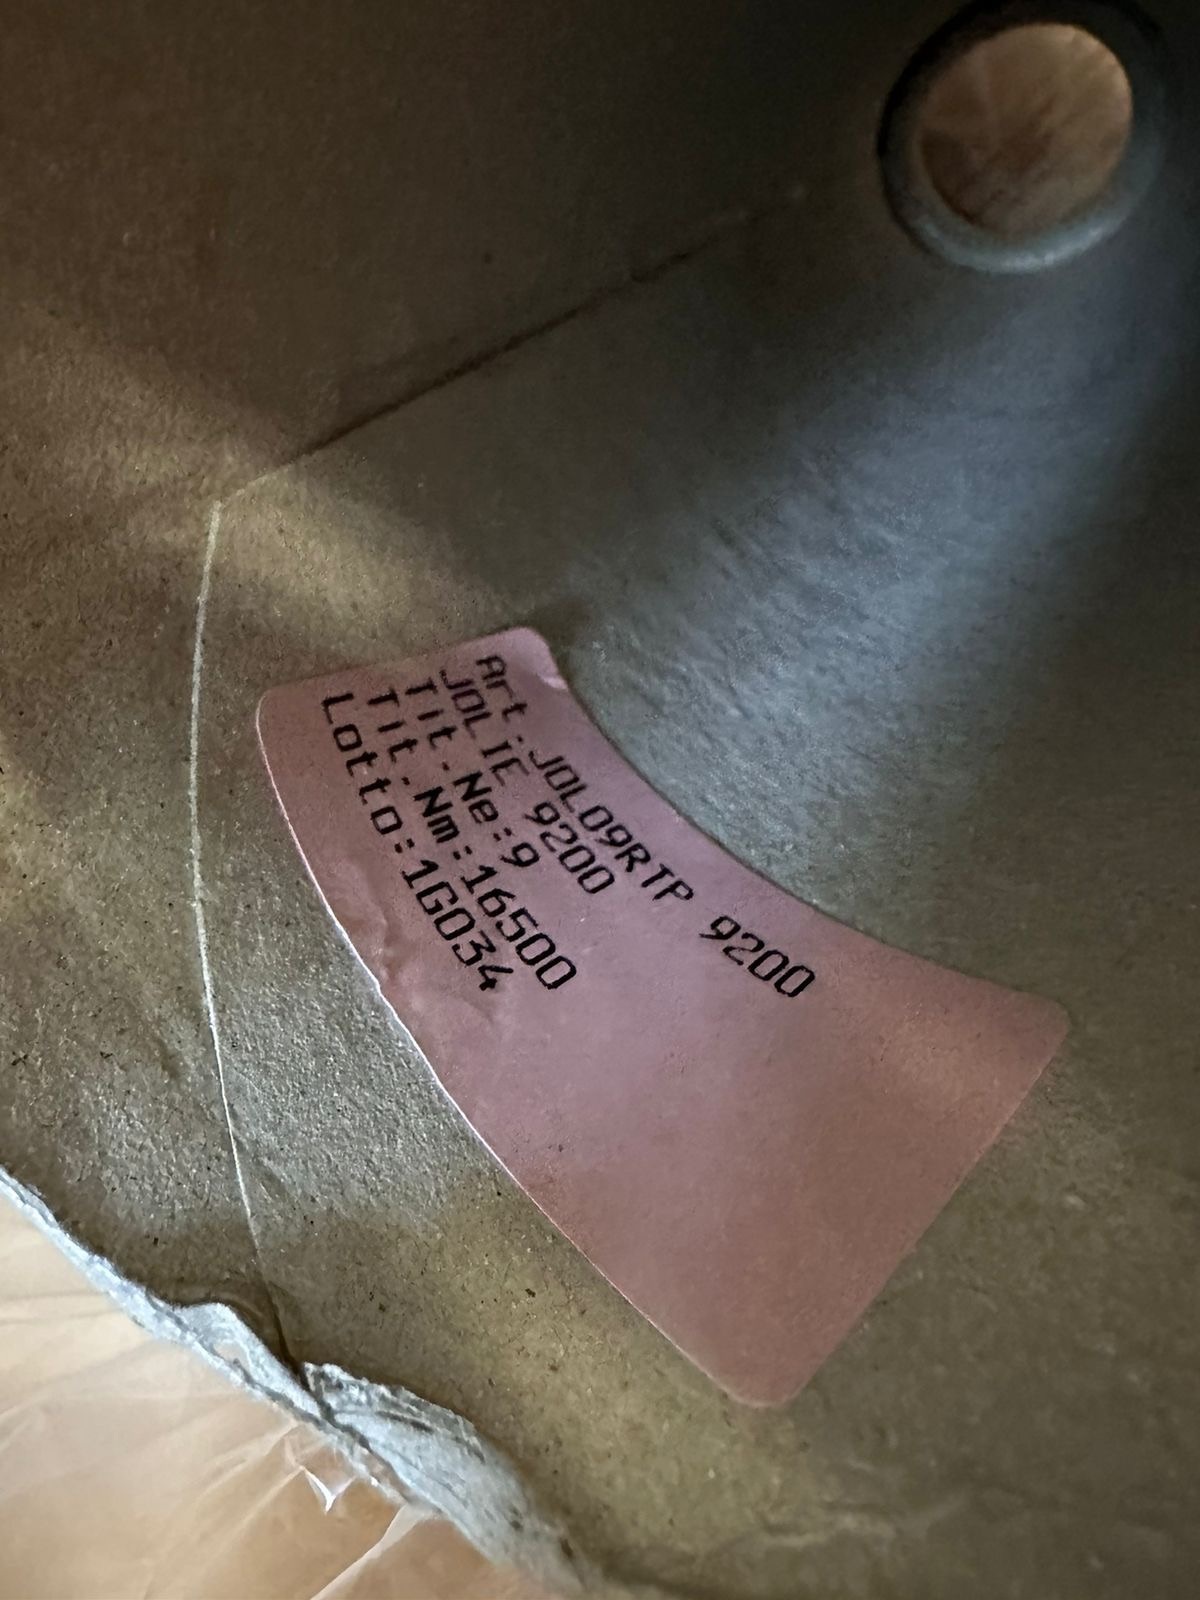 Art.:JOL09RTP 9200
JOLIE 9200
Tit.Ne:9
Tit.Nm:16500
Lotto:1G034